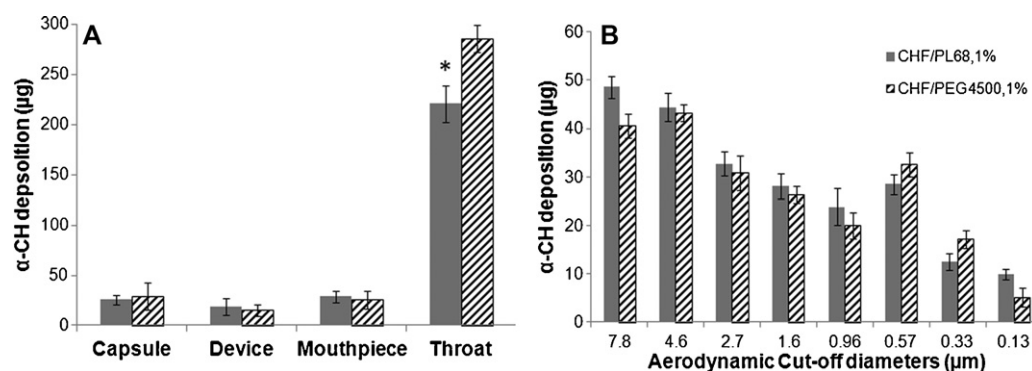 A
α-CH depsoition (µg)
300
250
200
150
100
50
0
*
Capsule
Device
Mouthpiece
Throat
B
α-CH deposition (µg)
60
50
40
30
20
10
0
CHF/PL68,1%
CHF/PEG4500,1%
7.8
4.6
2.7
1.6
0.96
0.57
0.33
0.13
Aerodynamic Cut-off diameters (µm)